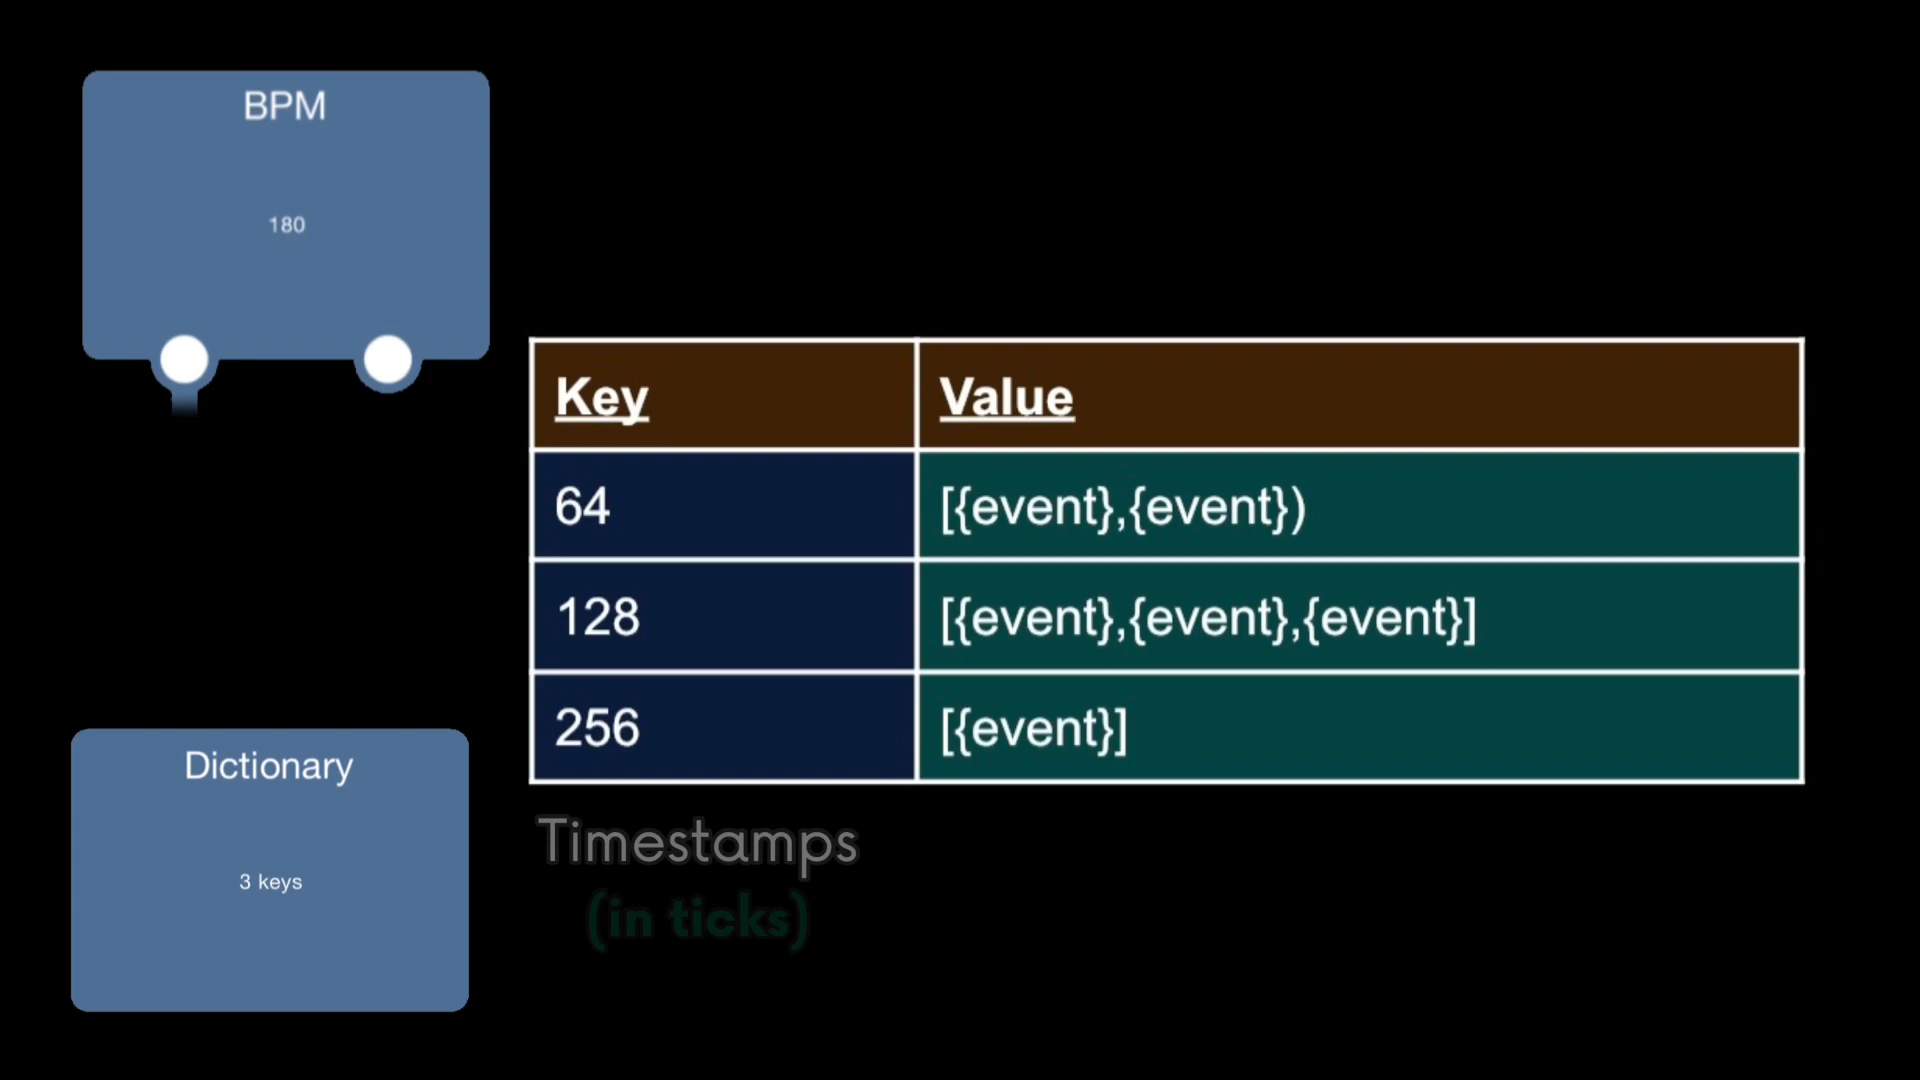 BPM
180
Key Value
64 [{event},{event})
128 [{event},{event},{event}]
256 [{event}]
Dictionary
3 keys
Timestamps
(in ticks)